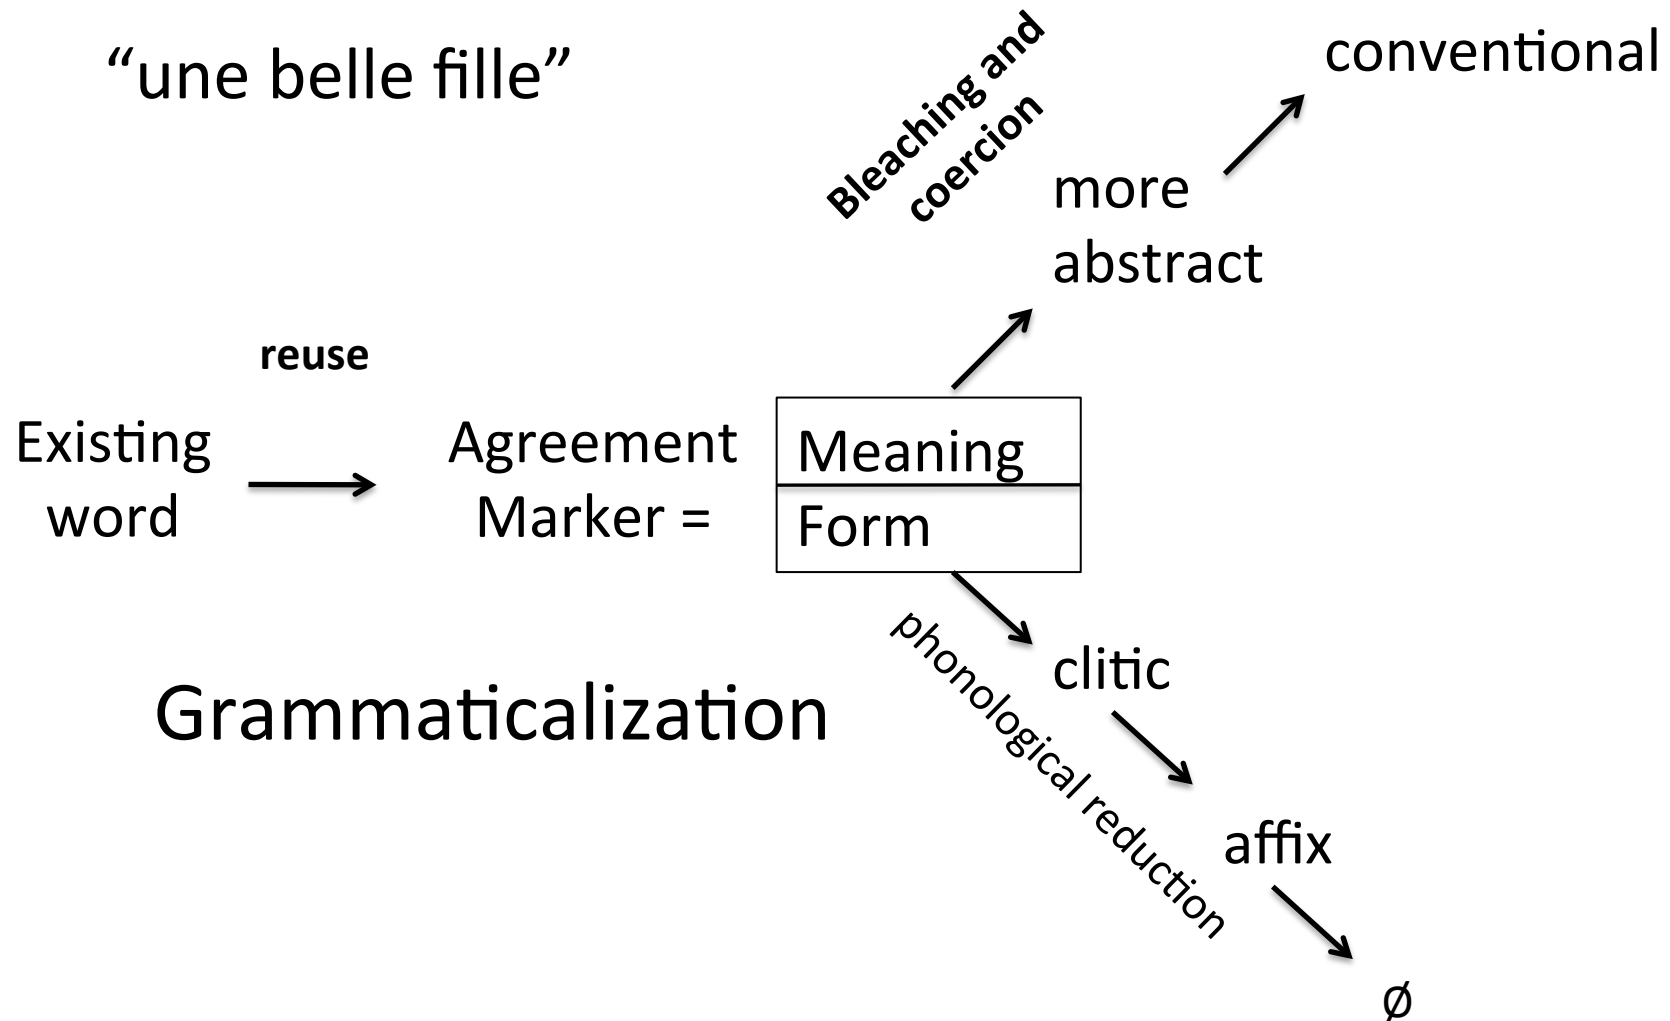 “une belle fille”
Bleaching and
coercion
conventional
more
abstract
reuse
Existing
word
Agreement
Marker =
Meaning
Form
Grammaticalization
phonological reduction
clitic
affix
ø